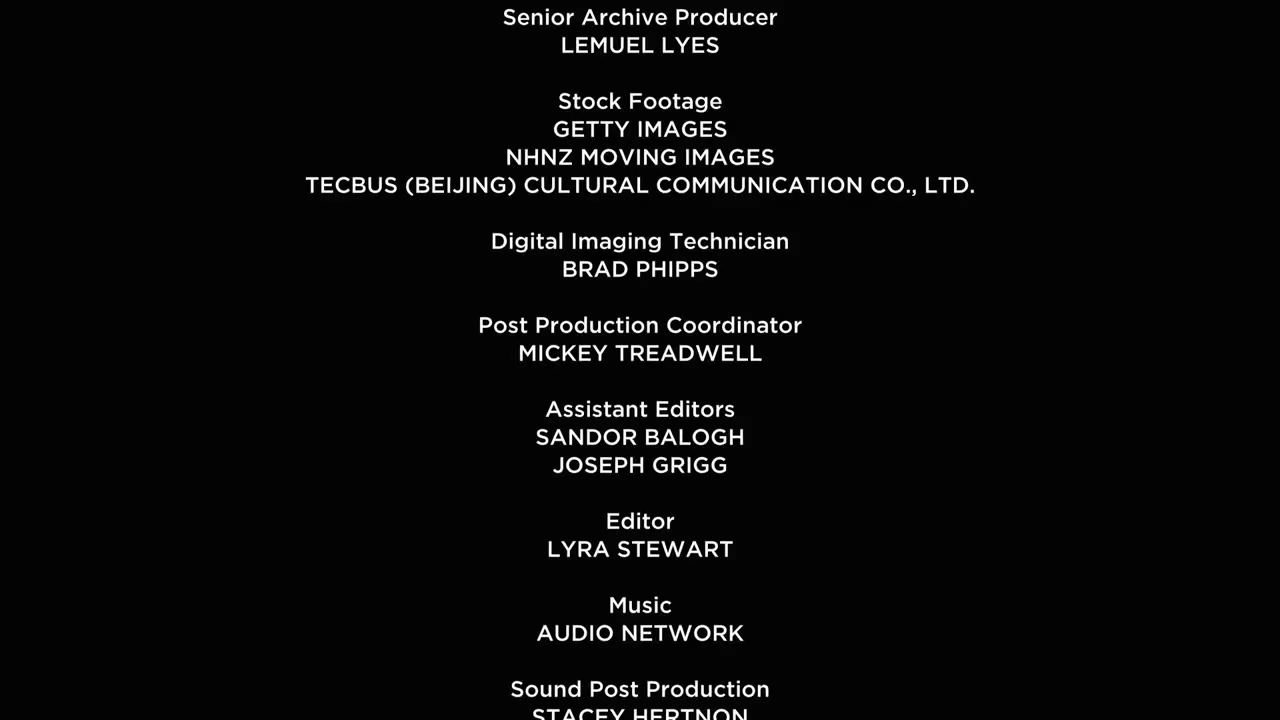 Senior Archive Producer
LEMUEL LYES
Stock Footage
GETTY IMAGES
NHNZ MOVING IMAGES
TECBUS (BEIJING) CULTURAL COMMUNICATION CO., LTD.
Digital Imaging Technician
BRAD PHIPPS
Post Production Coordinator
MICKEY TREADWELL
Assistant Editors
SANDOR BALOGH
JOSEPH GRIGG
Editor
LYRA STEWART
Music
AUDIO NETWORK
Sound Post Production
STACEY HERTNON